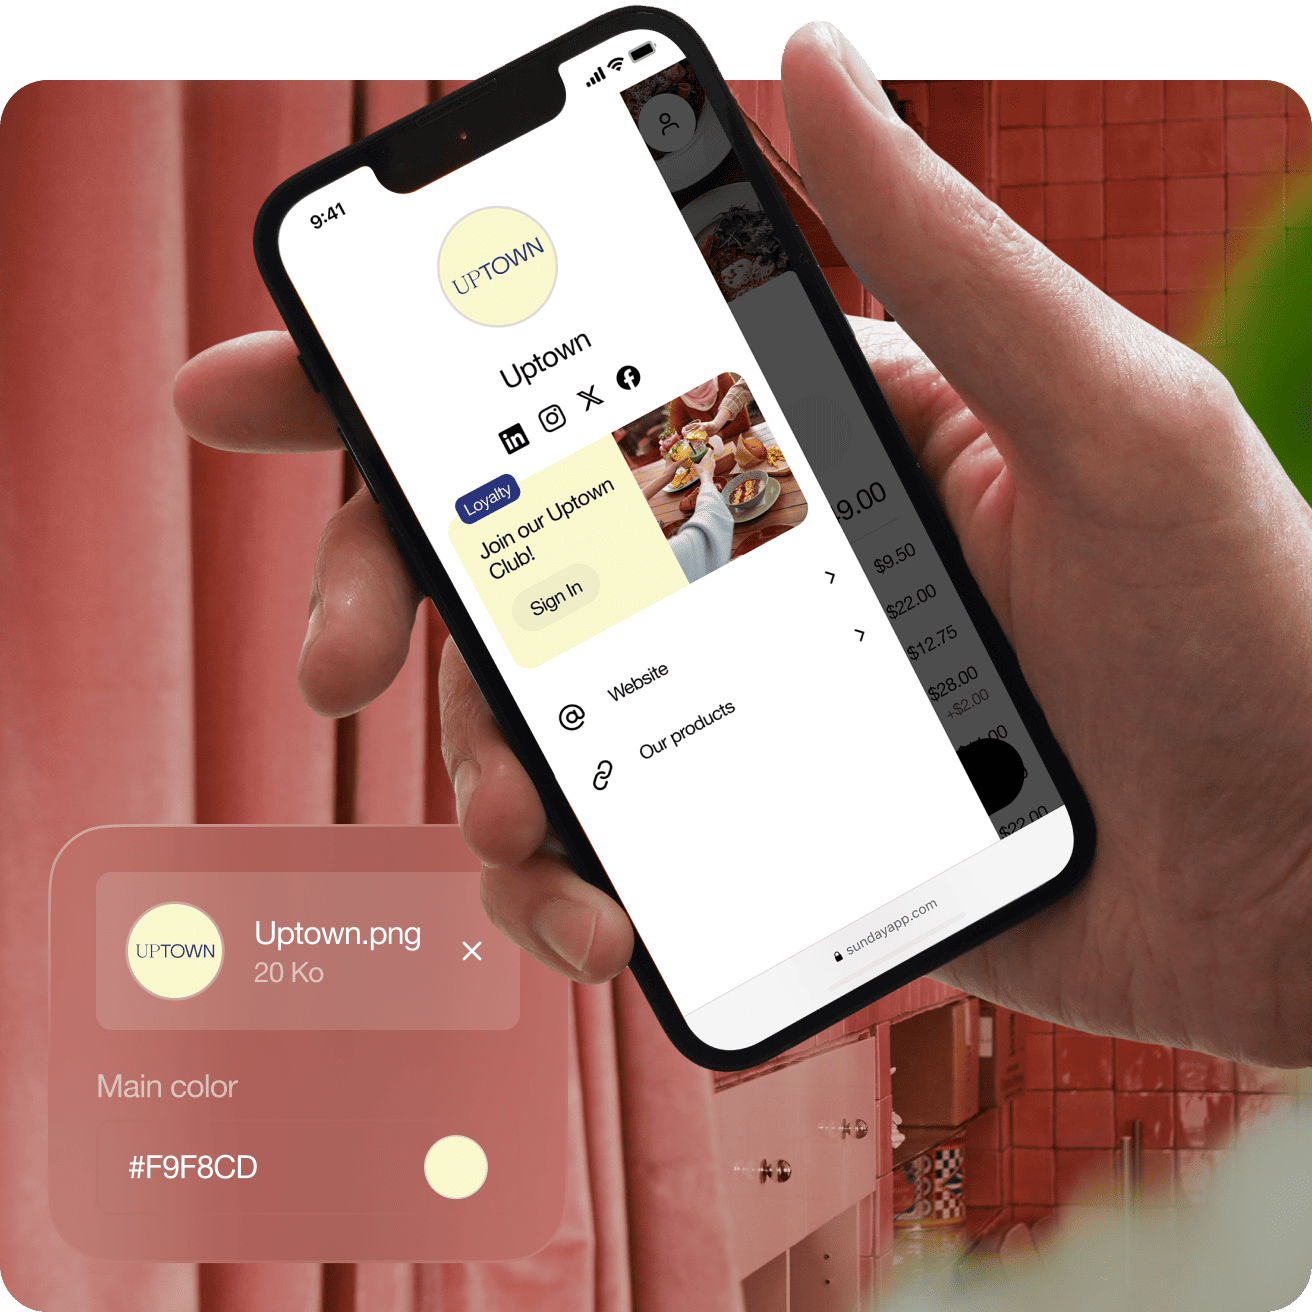 9:41
UPTOWN
Uptown
Loyalty
Join our Uptown
Club!
Sign In
Website
Our products
9.00
$9.50
$22.00
$12.75
$28.00
+$2.00
$22.00
sundayapp.com
UPTOWN
Uptown.png
20 Ko
Main color
#F9F8CD